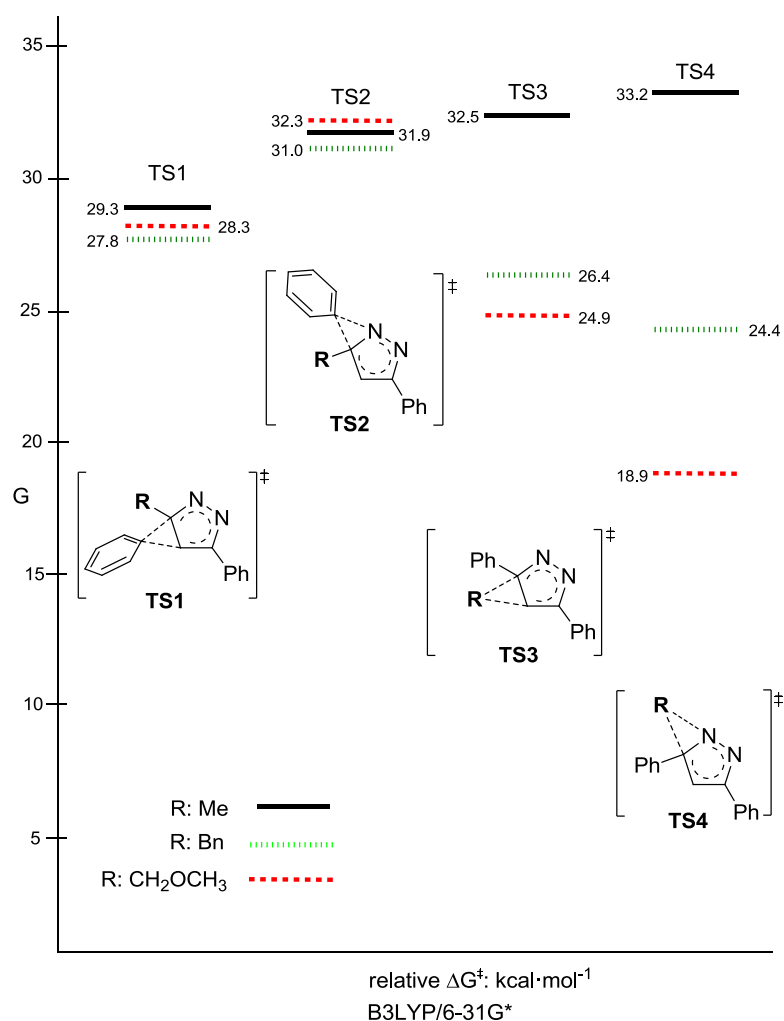 35
TS4
TS2
TS3
33.2
32.3
32.5
31.9
31.0
30
TS1
29.3
28.3
27.8
‡
26.4
N
25
24.9
N
24.4
R
Ph
TS2
20
18.9
‡
G
R
N
N
‡
Ph
N
N
15
Ph
R
TS1
Ph
TS3
‡
10
R
N
N
Ph
R: Me
Ph
TS4
5
R: Bn
R: CH₂OCH₃
relative ΔG‡: kcal·mol⁻¹
B3LYP/6-31G*